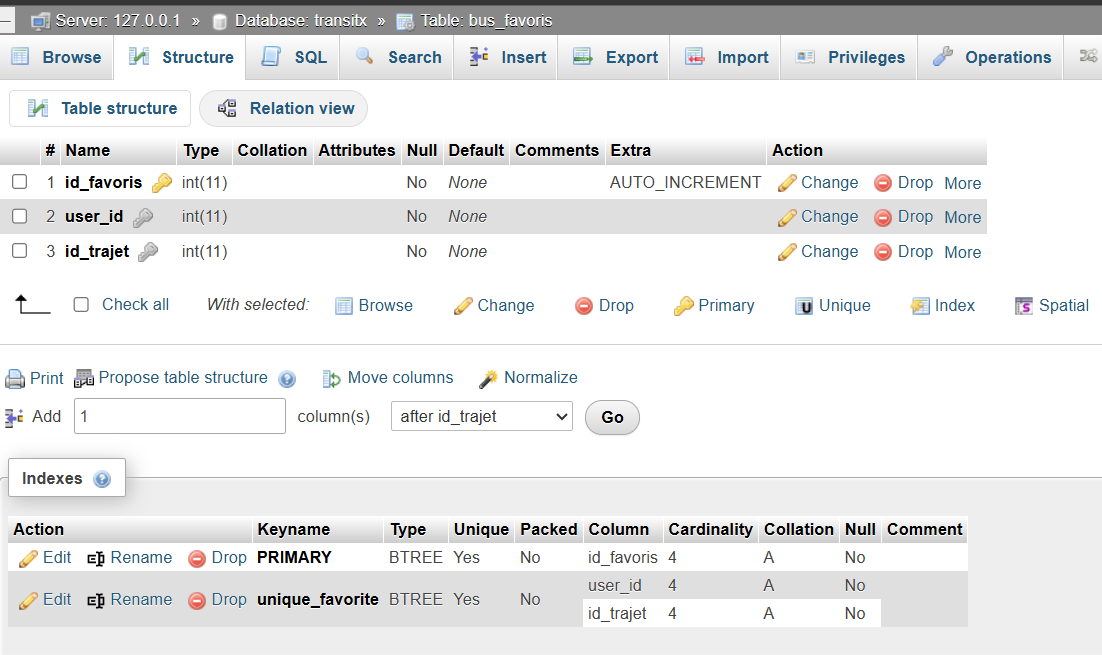 Server: 127.0.0.1 » Database: transitx » Table: bus_favoris
Browse Structure SQL Search Insert Export Import Privileges Operations
Table structure Relation view
# Name Type Collation Attributes Null Default Comments Extra Action
1 id_favoris int(11) No None AUTO_INCREMENT Change Drop More
2 user_id int(11) No None Change Drop More
3 id_trajet int(11) No None Change Drop More
Check all With selected: Browse Change Drop Primary U Unique Index S Spatial
Print Propose table structure Move columns Normalize
Add 1 column(s) after id_trajet Go
Indexes
Action Keyname Type Unique Packed Column Cardinality Collation Null Comment
Edit Rename Drop PRIMARY BTREE Yes No id_favoris 4 A No
user_id 4 A No
Edit Rename Drop unique_favorite BTREE Yes No
id_trajet 4 A No